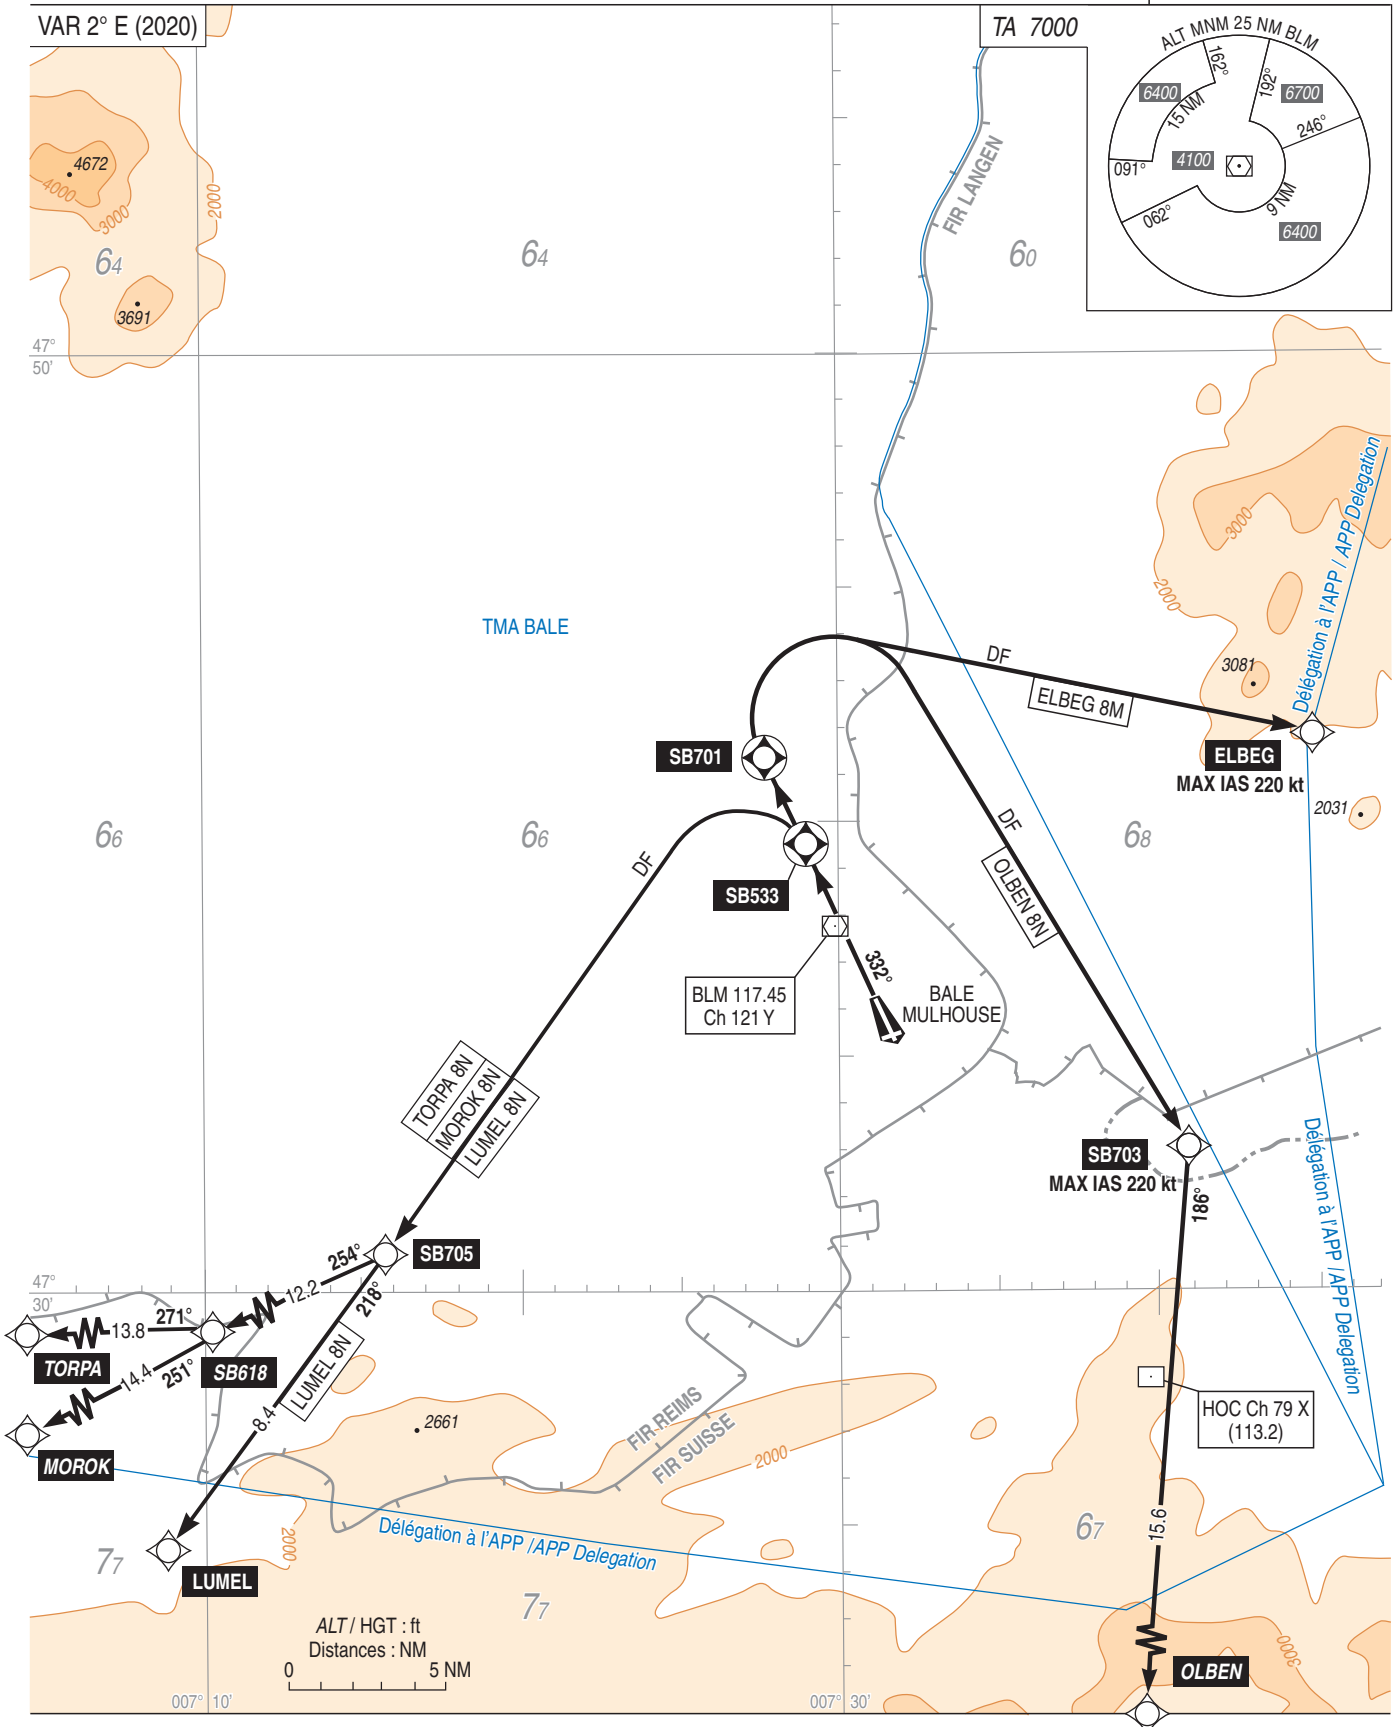 VAR 2° E (2020)
TA 7000
ALT MNM 25 NM BLM
162°
192°
6400
6700
15 NM
246°
091°
4100
062°
9 NM
6400
4672
4000
3000
2000
FIR LANGEN
64
64
60
3691
47°
50'
3000
Délégation à l'APP / APP Delegation
2000
TMA BALE
DF
3081
ELBEG 8M
SB701
ELBEG
MAX IAS 220 kt
2031
66
66
68
DF
DF
SB533
OLBEN 8N
332°
BLM 117.45
Ch 121 Y
BALE
MULHOUSE
TORPA 8N
MOROK 8N
LUMEL 8N
SB703
MAX IAS 220 kt
Délégation à l'APP /APP Delegation
186°
SB705
254°
12.2
218°
47°
30'
271°
13.8
TORPA
SB618
14.4
251°
LUMEL 8N
8.4
2661
MOROK
FIR REIMS
FIR SUISSE
2000
HOC Ch 79 X
(113.2)
15.6
67
Délégation à l'APP /APP Delegation
2000
77
LUMEL
77
ALT / HGT : ft
Distances : NM
0
5 NM
3000
OLBEN
007° 10'
007° 30'